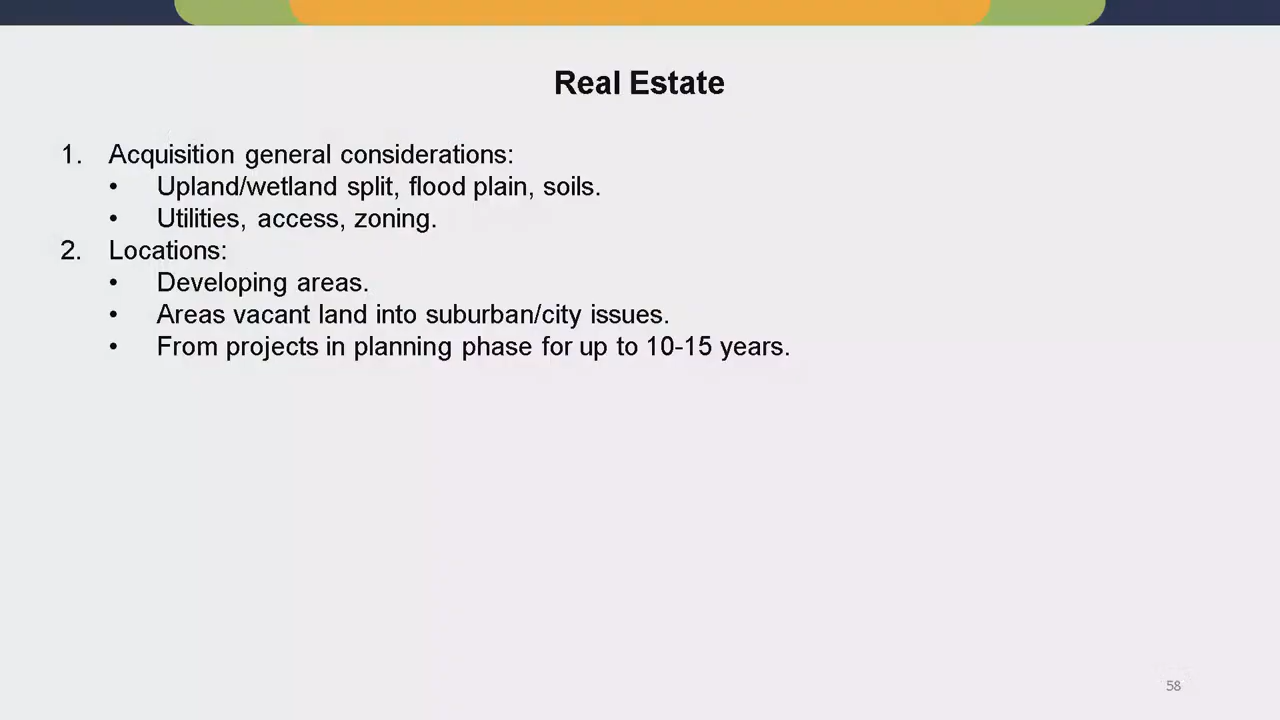 Real Estate
1. Acquisition general considerations:
• Upland/wetland split, flood plain, soils.
• Utilities, access, zoning.
2. Locations:
• Developing areas.
• Areas vacant land into suburban/city issues.
• From projects in planning phase for up to 10-15 years.
58